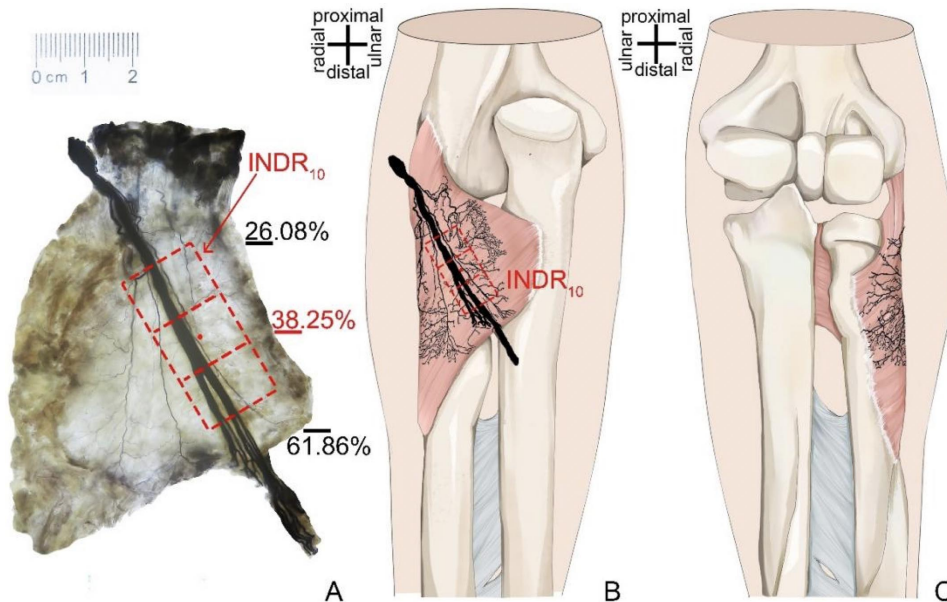 0 cm 1 2
INDR10
26.08%
38.25%
61.86%
A
proximal
radial
ulnar
distal
INDR10
B
proximal
ulnar
radial
distal
C